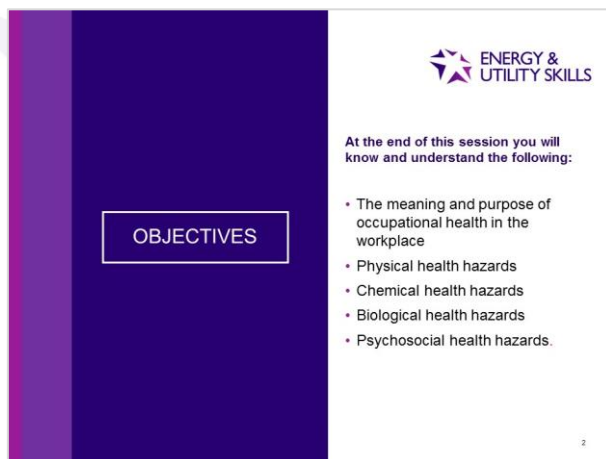 ENERGY &
UTILITY SKILLS
At the end of this session you will
know and understand the following:
OBJECTIVES
• The meaning and purpose of
occupational health in the
workplace
• Physical health hazards
• Chemical health hazards
• Biological health hazards
• Psychosocial health hazards.
2